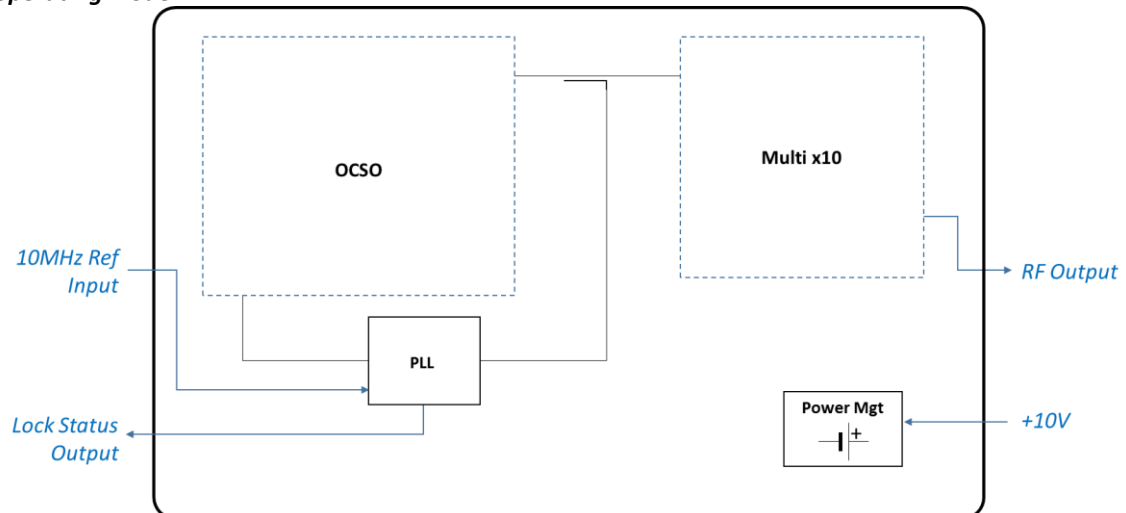 OCSO
Multi x10
10MHz Ref
Input
RF Output
PLL
Power Mgt
+
+10V
Lock Status
Output